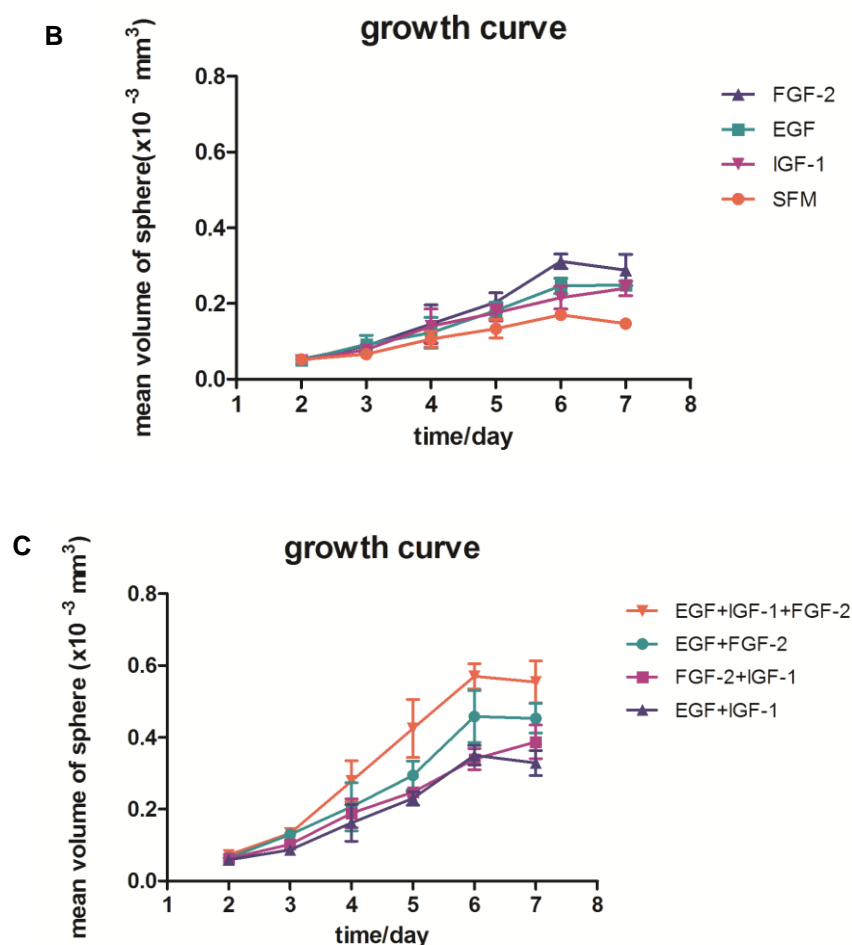 B
growth curve
mean volume of sphere(x10 -3 mm3)
0.8
0.6
0.4
0.2
0.0
1 2 3 4 5 6 7 8
time/day
FGF-2
EGF
IGF-1
SFM
C
growth curve
mean volume of sphere (x10 -3 mm3)
0.8
0.6
0.4
0.2
0.0
1 2 3 4 5 6 7 8
time/day
EGF+IGF-1+FGF-2
EGF+FGF-2
FGF-2+IGF-1
EGF+IGF-1